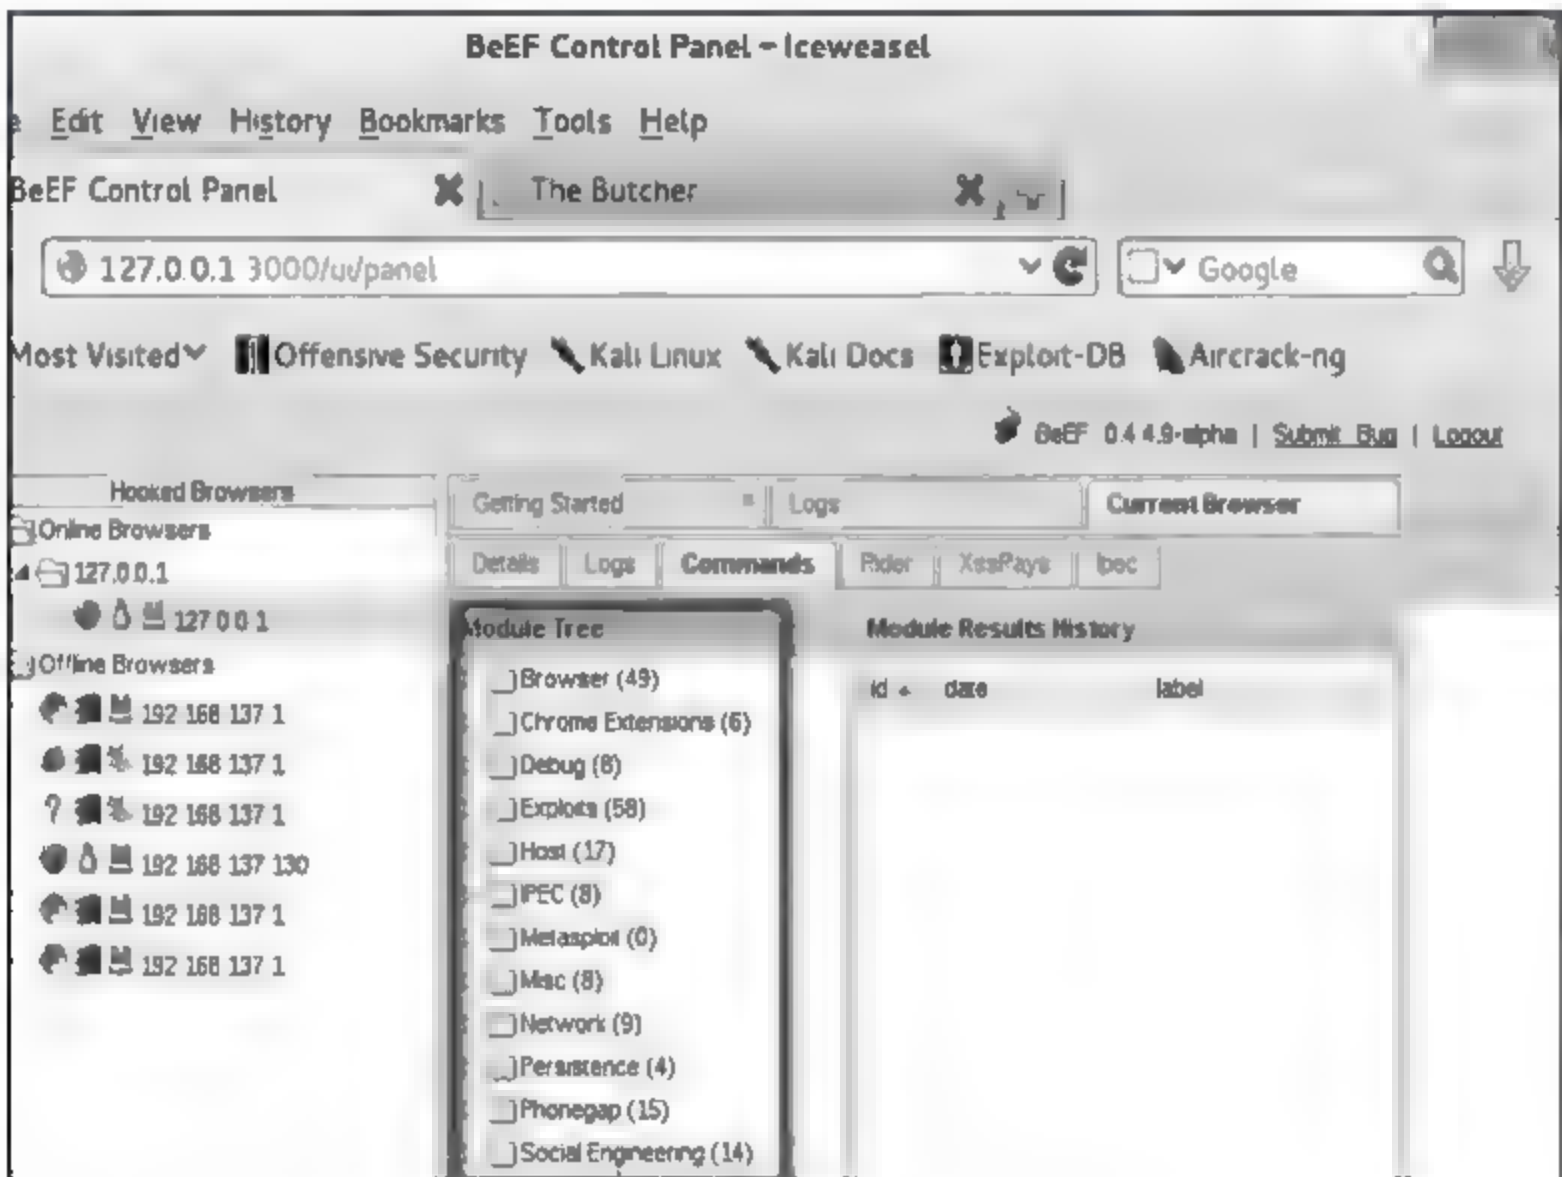 BeEF Control Panel - Iceweasel
Edit View History Bookmarks Tools Help
BeEF Control Panel The Butcher
127.0.0.1 3000/ui/panel Google
Most Visited Offensive Security Kali Linux Kali Docs Exploit-DB Aircrack-ng
BeEF 0.4.4.9-alpha | Submit Bug | Logout
Hooked Browsers Getting Started Logs Current Browser
Online Browsers
127.0.0.1 Details Logs Commands Rider XssRays Ipec
127 0 0 1 Module Tree Module Results History
Offline Browsers Browser (49) id date label
192 168 137 1 Chrome Extensions (6)
192 168 137 1 Debug (8)
192 168 137 1 Exploits (58)
192 168 137 130 Host (17)
192 168 137 1 IPEC (8)
192 168 137 1 Metasploit (0)
Misc (8)
Network (9)
Persistence (4)
Phonegap (15)
Social Engineering (14)